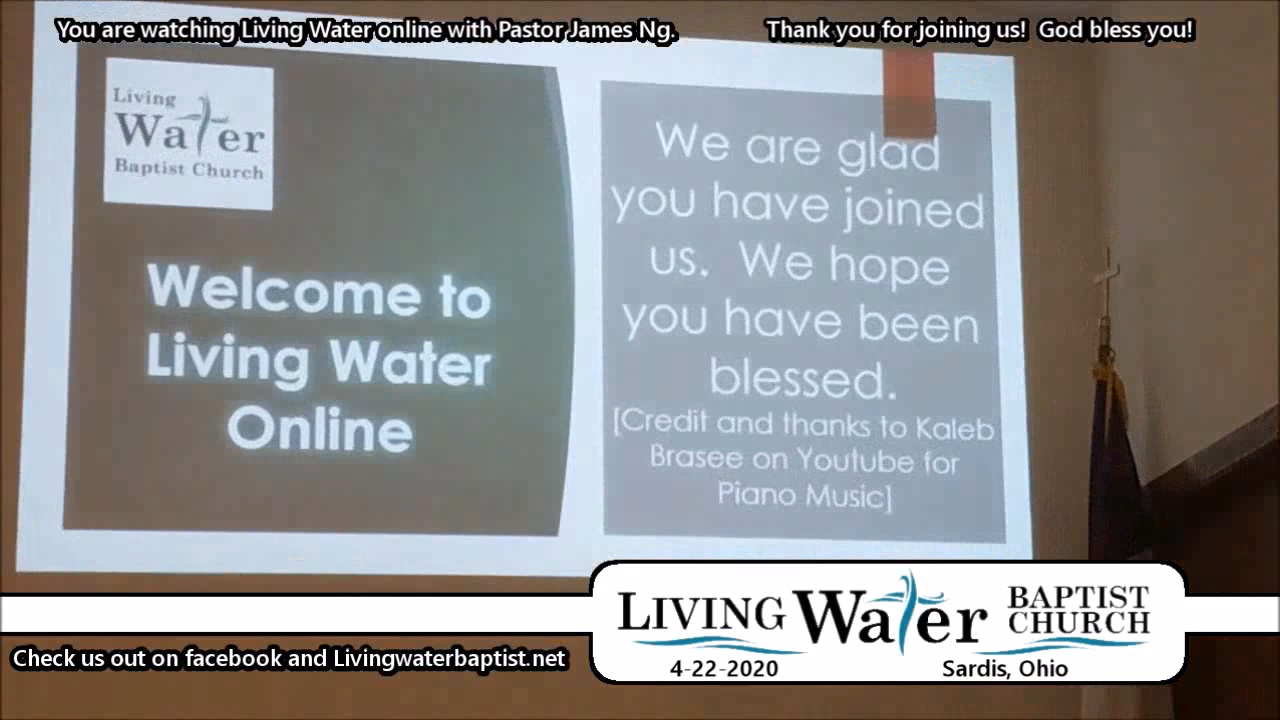 You are watching Living Water online with Pastor James Ng. Thank you for joining us! God bless you!
Living
Water
Baptist Church
Welcome to
Living Water
Online
We are glad
you have joined
us. We hope
you have been
blessed.
[Credit and thanks to Kaleb
Brasee on Youtube for
Piano Music]
LIVING Water BAPTIST
CHURCH
4-22-2020 Sardis, Ohio
Check us out on facebook and Livingwaterbaptist.net